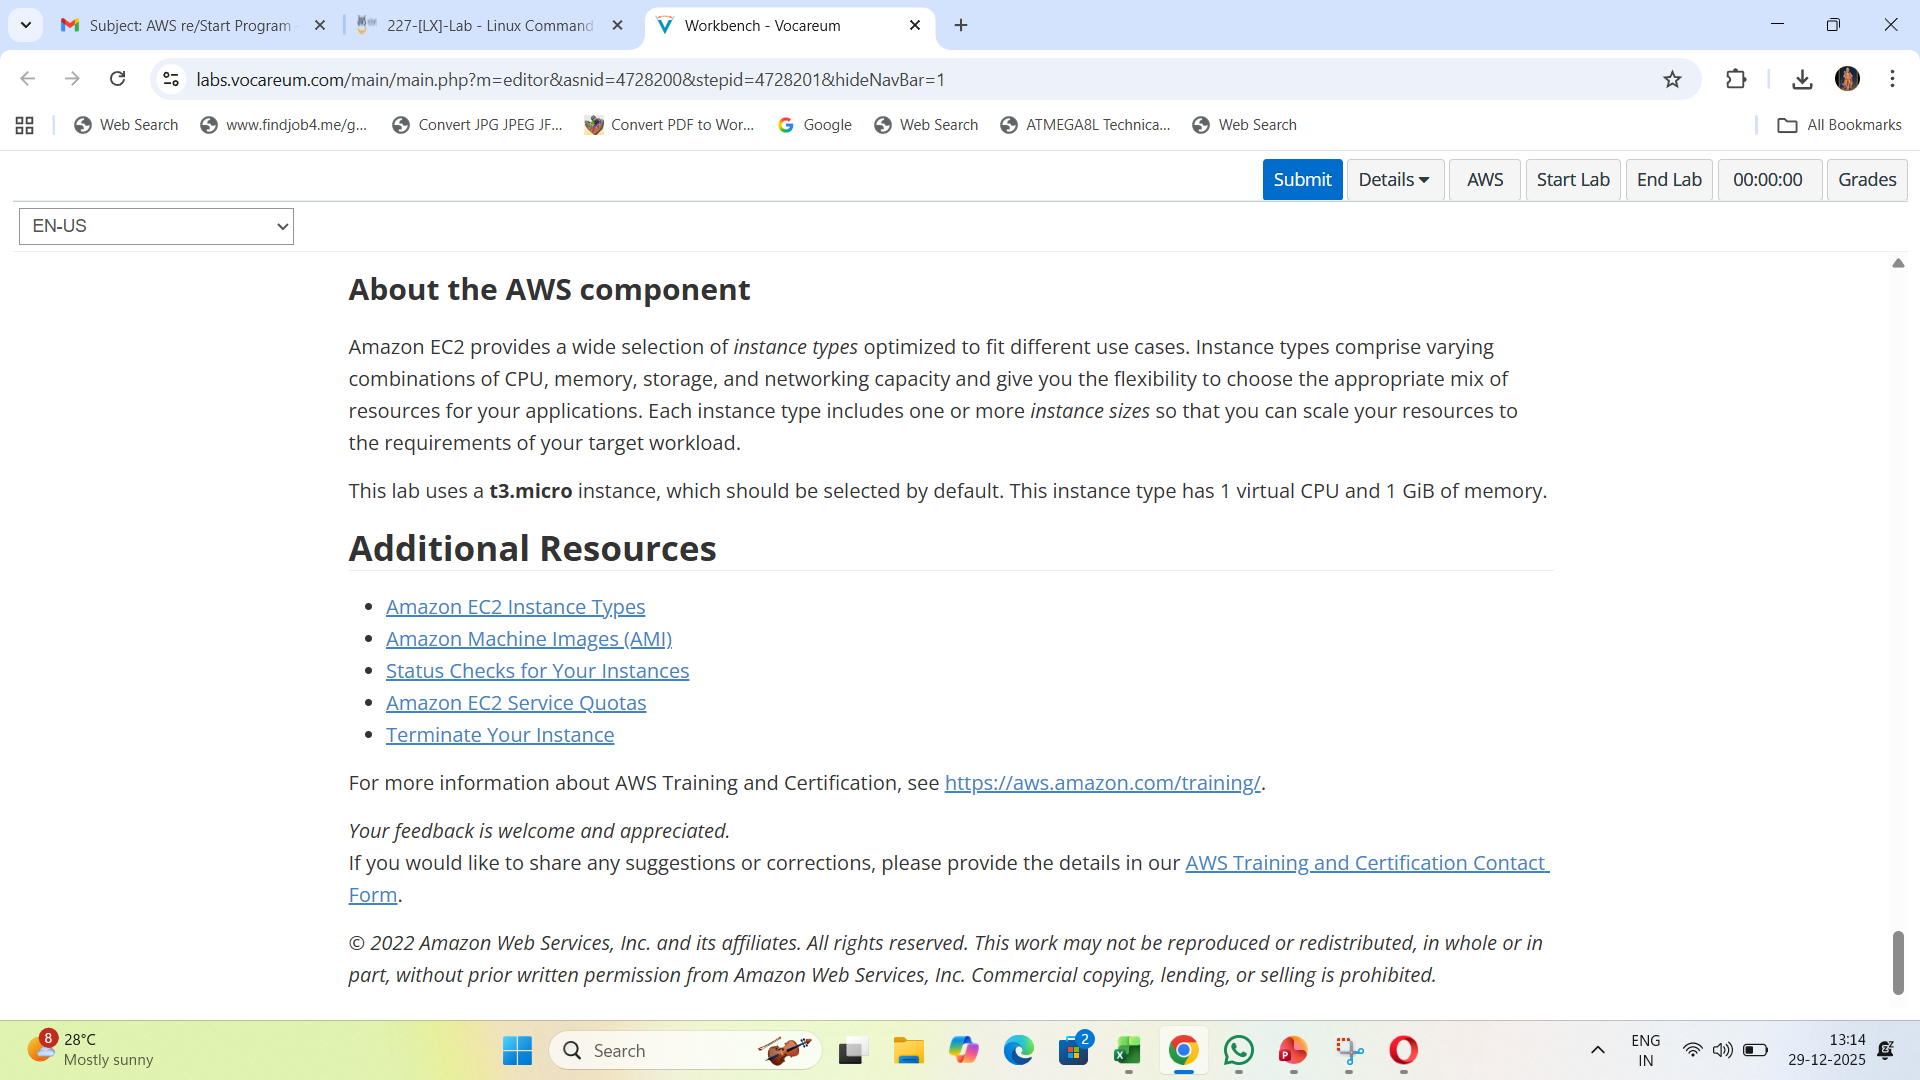 Subject: AWS re/Start Program
227-[LX]-Lab - Linux Command
Workbench - Vocareum
labs.vocareum.com/main/main.php?m=editor&asnid=4728200&stepid=4728201&hideNavBar=1
Web Search
www.findjob4.me/g...
Convert JPG JPEG JF...
Convert PDF to Wor...
Google
Web Search
ATMEGA8L Technica...
Web Search
All Bookmarks
Submit
Details
AWS
Start Lab
End Lab
00:00:00
Grades
EN-US
About the AWS component
Amazon EC2 provides a wide selection of instance types optimized to fit different use cases. Instance types comprise varying
combinations of CPU, memory, storage, and networking capacity and give you the flexibility to choose the appropriate mix of
resources for your applications. Each instance type includes one or more instance sizes so that you can scale your resources to
the requirements of your target workload.
This lab uses a t3.micro instance, which should be selected by default. This instance type has 1 virtual CPU and 1 GiB of memory.
Additional Resources
Amazon EC2 Instance Types
Amazon Machine Images (AMI)
Status Checks for Your Instances
Amazon EC2 Service Quotas
Terminate Your Instance
For more information about AWS Training and Certification, see https://aws.amazon.com/training/.
Your feedback is welcome and appreciated.
If you would like to share any suggestions or corrections, please provide the details in our AWS Training and Certification Contact
Form.
© 2022 Amazon Web Services, Inc. and its affiliates. All rights reserved. This work may not be reproduced or redistributed, in whole or in
part, without prior written permission from Amazon Web Services, Inc. Commercial copying, lending, or selling is prohibited.
8
28°C
Mostly sunny
Search
2
ENG
IN
13:14
29-12-2025